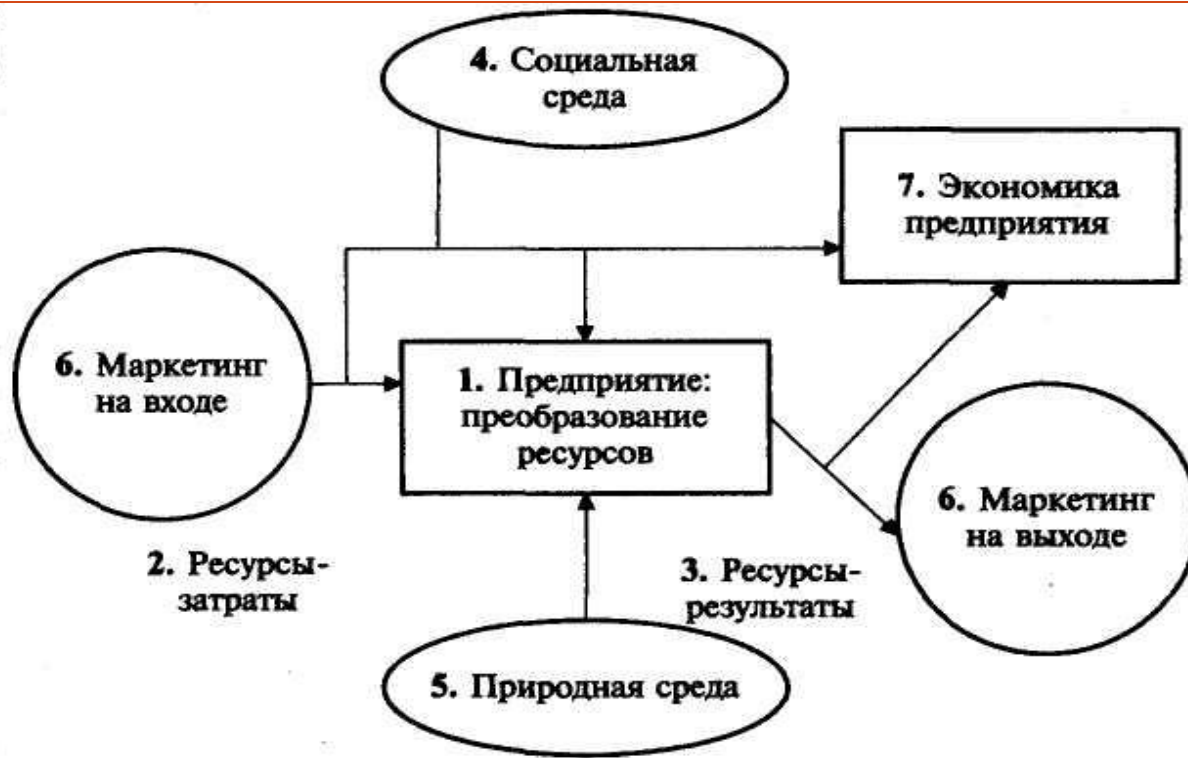 4. Социальная
среда
7. Экономика
предприятия
6. Маркетинг
на входе
1. Предприятие:
преобразование
ресурсов
6. Маркетинг
на выходе
2. Ресурсы-
затраты
3. Ресурсы-
результаты
5. Природная среда